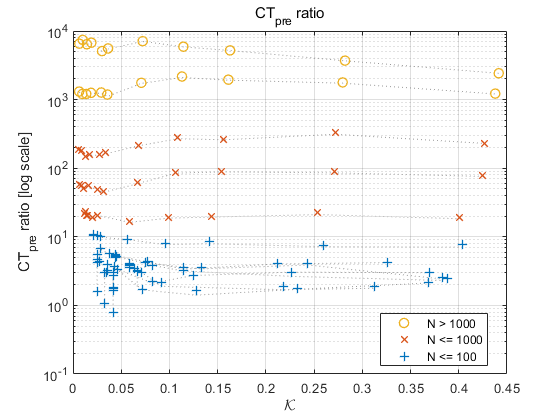 CT_pre ratio
10^4
10^3
10^2
10^1
10^0
10^-1
CT_pre ratio [log scale]
N > 1000
N <= 1000
N <= 100
0 0.05 0.1 0.15 0.2 0.25 0.3 0.35 0.4 0.45
𝒦